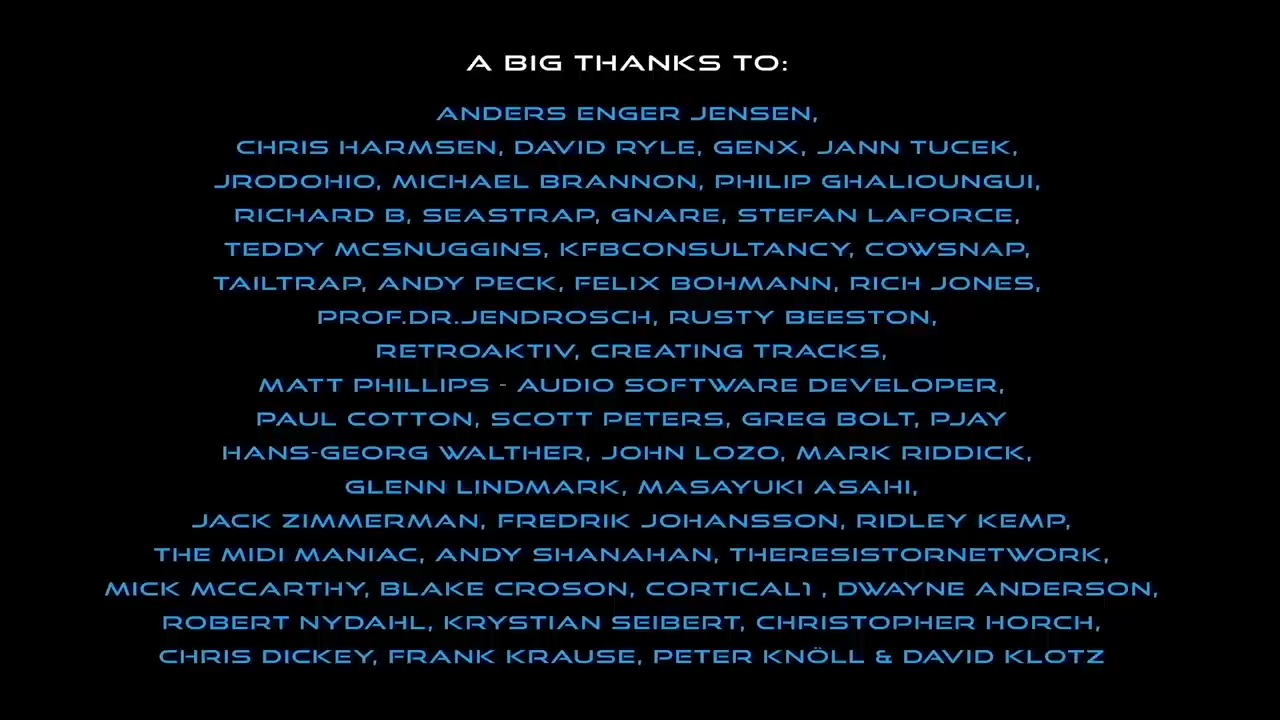 A BIG THANKS TO:
ANDERS ENGER JENSEN,
CHRIS HARMSEN, DAVID RYLE, GENX, JANN TUCEK,
JRODOHIO, MICHAEL BRANNON, PHILIP GHALIOUNGUI,
RICHARD B, SEASTRAP, GNARE, STEFAN LAFORCE,
TEDDY MCSNUGGINS, KFBCONSULTANCY, COWSNAP,
TAILTRAP, ANDY PECK, FELIX BOHMANN, RICH JONES,
PROF.DR.JENDROSCH, RUSTY BEESTON,
RETROAKTIV, CREATING TRACKS,
MATT PHILLIPS - AUDIO SOFTWARE DEVELOPER,
PAUL COTTON, SCOTT PETERS, GREG BOLT, PJAY
HANS-GEORG WALTHER, JOHN LOZO, MARK RIDDICK,
GLENN LINDMARK, MASAYUKI ASAHI,
JACK ZIMMERMAN, FREDRIK JOHANSSON, RIDLEY KEMP,
THE MIDI MANIAC, ANDY SHANAHAN, THERESISTORNETWORK,
MICK MCCARTHY, BLAKE CROSON, CORTICAL1 , DWAYNE ANDERSON,
ROBERT NYDAHL, KRYSTIAN SEIBERT, CHRISTOPHER HORCH,
CHRIS DICKEY, FRANK KRAUSE, PETER KNÖLL & DAVID KLOTZ